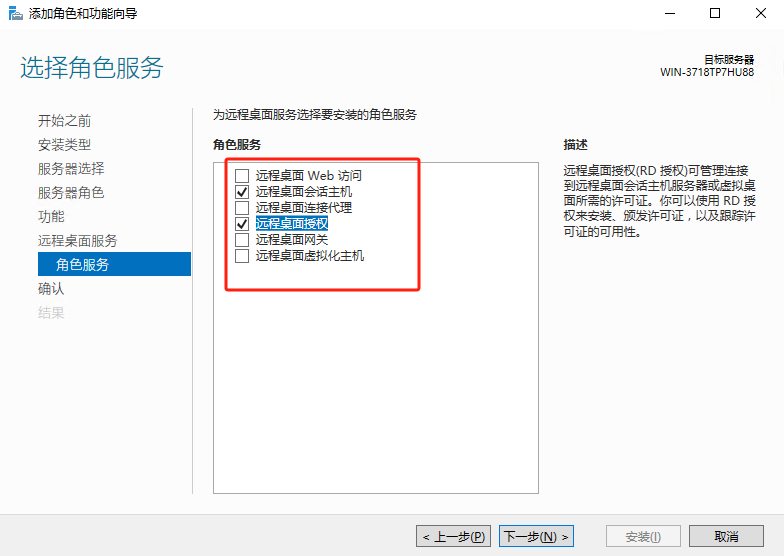 添加角色和功能向导
选择角色服务
目标服务器
WIN-3718TP7HU88
开始之前
安装类型
服务器选择
服务器角色
功能
远程桌面服务
角色服务
确认
结果
为远程桌面服务选择要安装的角色服务
角色服务
远程桌面 Web 访问
远程桌面会话主机
远程桌面连接代理
远程桌面授权
远程桌面网关
远程桌面虚拟化主机
描述
远程桌面授权(RD 授权)可管理连接
到远程桌面会话主机服务器或虚拟桌
面所需的许可证。你可以使用 RD 授
权来安装、颁发许可证，以及跟踪许
可证的可用性。
< 上一步(P)
下一步(N) >
安装(I)
取消